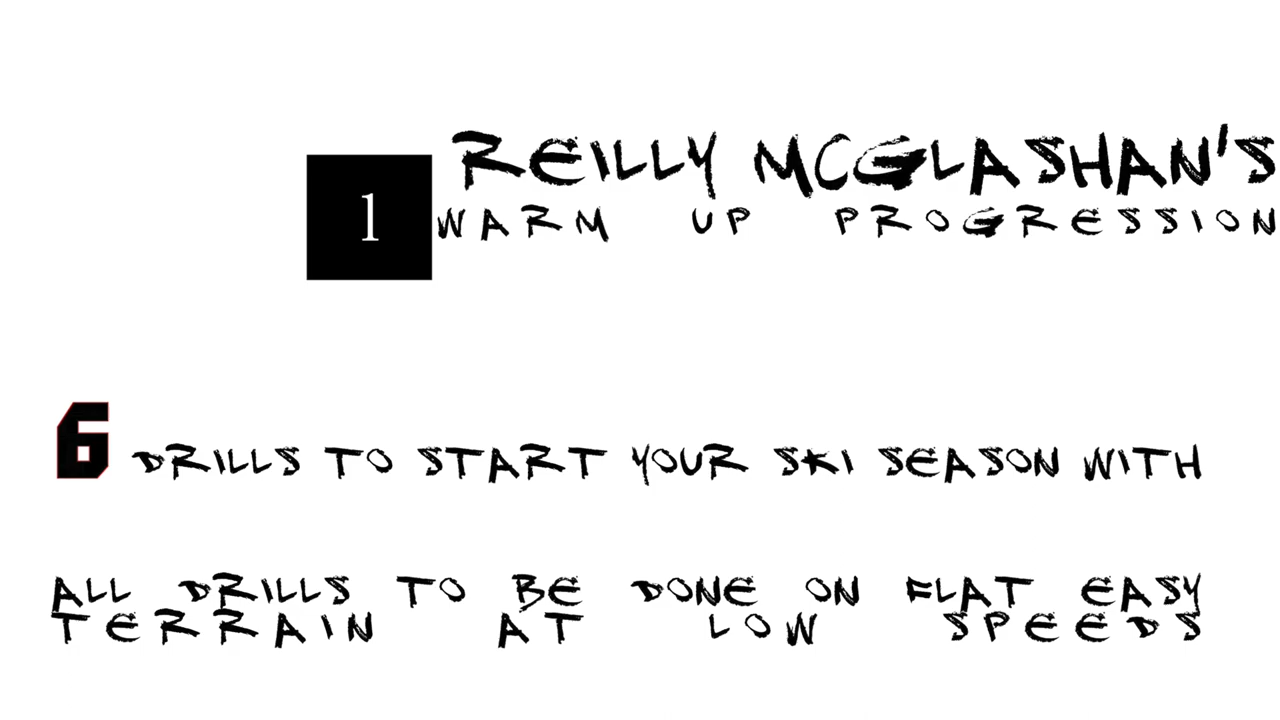 REILLY MCGLASHAN'S
1
WARM UP PROGRESSION
6 DRILLS TO START YOUR SKI SEASON WITH
ALL DRILLS TO BE DONE ON FLAT EASY
TERRAIN AT LOW SPEEDS